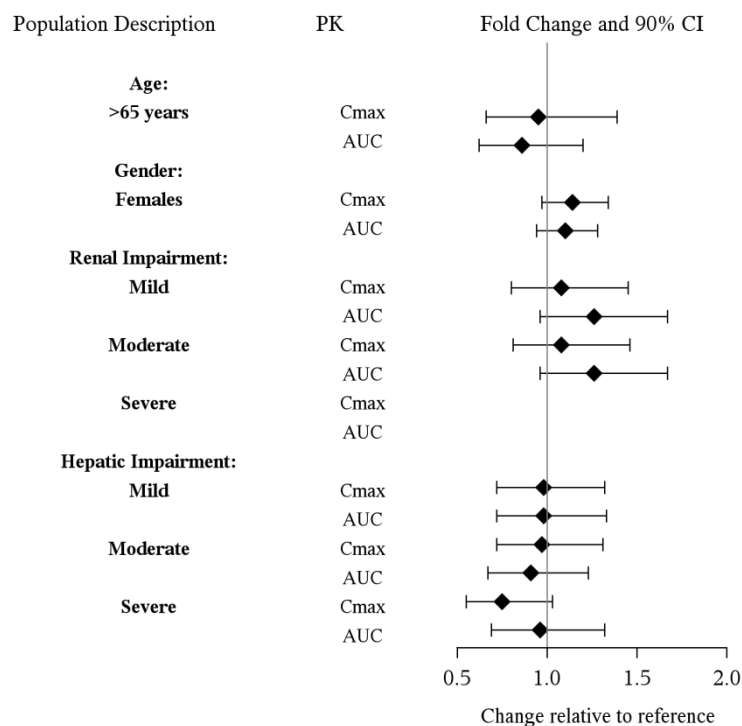 Population Description PK Fold Change and 90% CI
Age:
>65 years Cmax
AUC
Gender:
Females Cmax
AUC
Renal Impairment:
Mild Cmax
AUC
Moderate Cmax
AUC
Severe Cmax
AUC
Hepatic Impairment:
Mild Cmax
AUC
Moderate Cmax
AUC
Severe Cmax
AUC
0.5 1.0 1.5 2.0
Change relative to reference